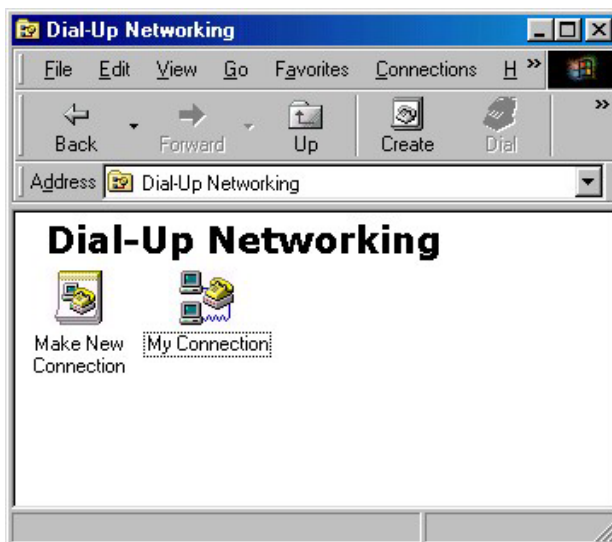 Dial-Up Networking
File Edit View Go Favorites Connections H »
Back Forward Up Create Dial »
Address Dial-Up Networking
Dial-Up Networking
Make New Connection
My Connection